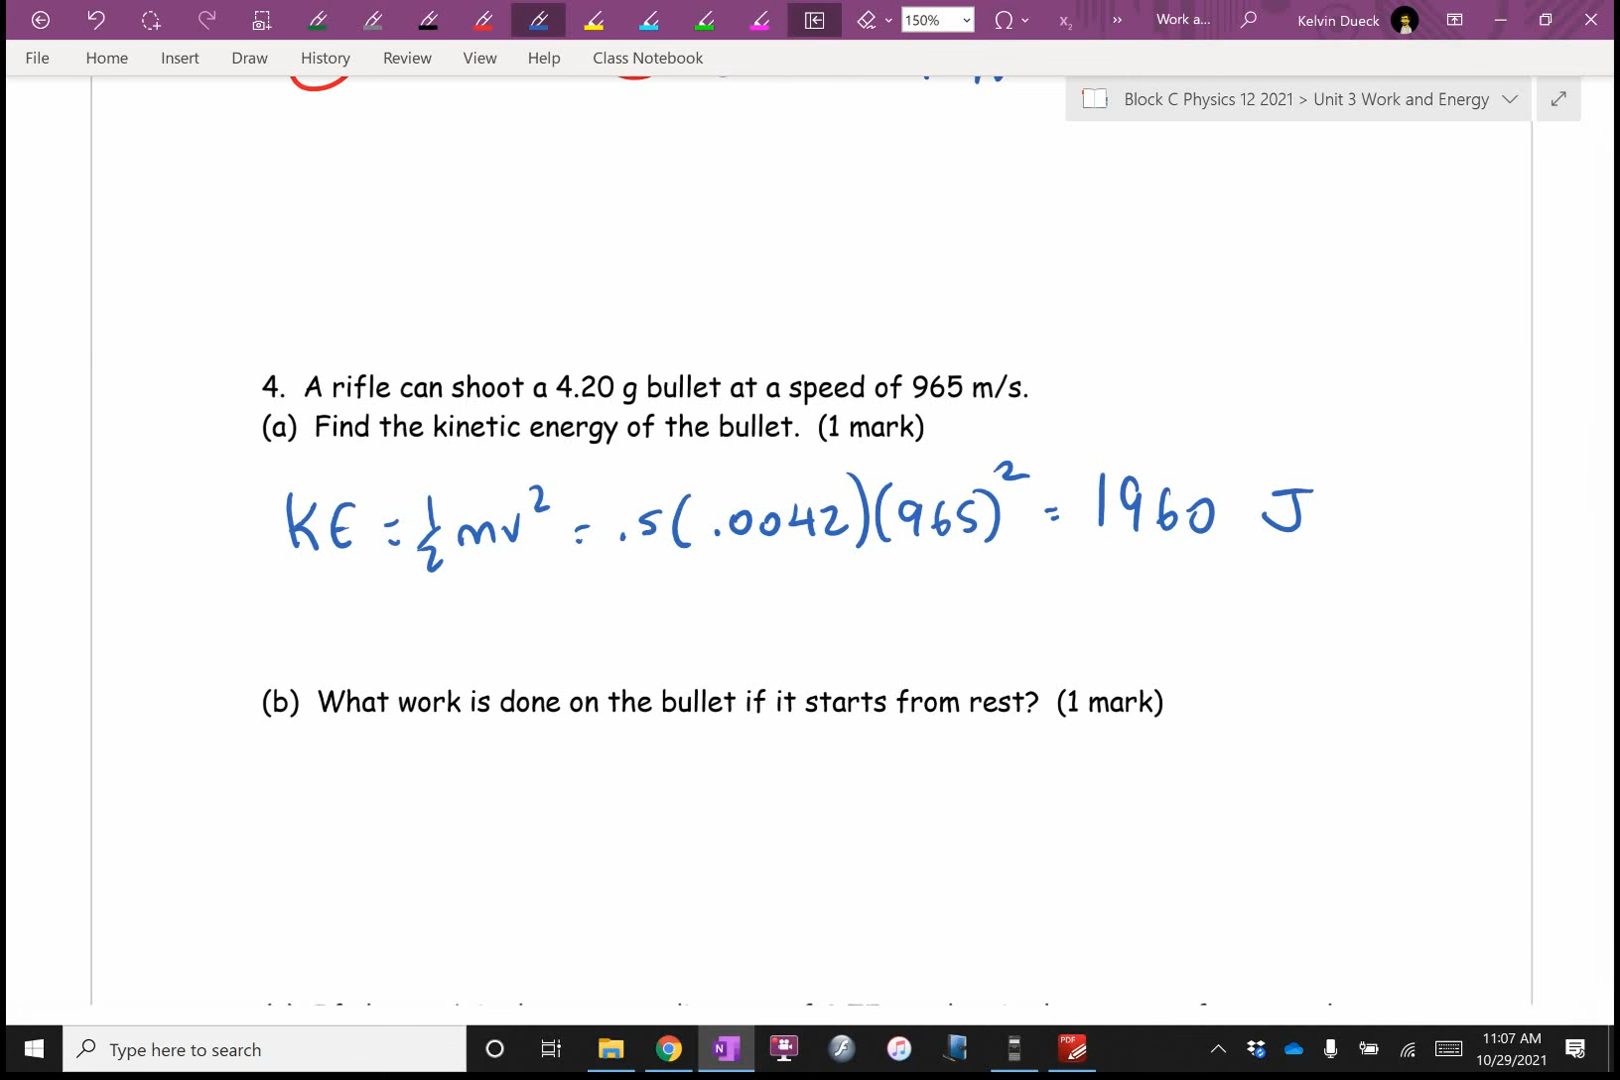 150%
Work a...
Kelvin Dueck
File Home Insert Draw History Review View Help Class Notebook
Block C Physics 12 2021 > Unit 3 Work and Energy
4. A rifle can shoot a 4.20 g bullet at a speed of 965 m/s.
(a) Find the kinetic energy of the bullet. (1 mark)
KE = ½ mv² = .5(.0042)(965)² = 1960 J
(b) What work is done on the bullet if it starts from rest? (1 mark)
Type here to search
11:07 AM
10/29/2021